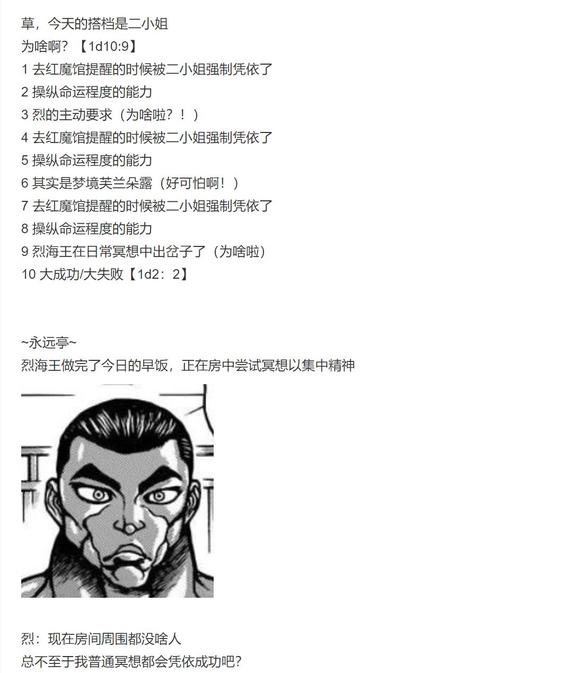 草，今天的搭档是二小姐
为啥啊？【1d10:9】
1 去红魔馆提醒的时候被二小姐强制凭依了
2 操纵命运程度的能力
3 烈的主动要求（为啥啦？！）
4 去红魔馆提醒的时候被二小姐强制凭依了
5 操纵命运程度的能力
6 其实是梦境芙兰朵露（好可怕啊！）
7 去红魔馆提醒的时候被二小姐强制凭依了
8 操纵命运程度的能力
9 烈海王在日常冥想中出岔子了（为啥啦）
10 大成功/大失败【1d2：2】
~永远亭~
烈海王做完了今日的早饭，正在房中尝试冥想以集中精神
烈：现在房间周围都没啥人
总不至于我普通冥想都会凭依成功吧？